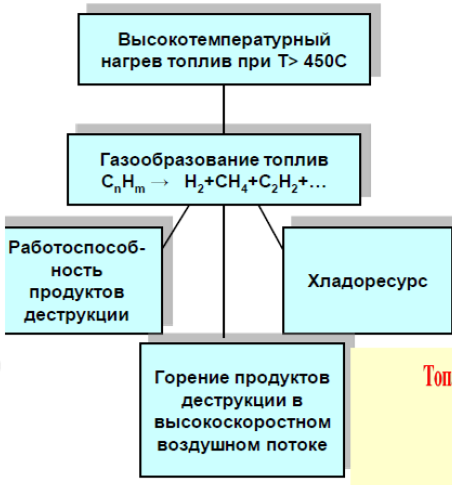 Высокотемпературный
нагрев топлив при Т> 450С
Газообразование топлив
CnHm → H2+CH4+C2H2+...
Работоспособ-
ность
продуктов
деструкции
Хладоресурс
Горение продуктов
деструкции в
высокоскоростном
воздушном потоке